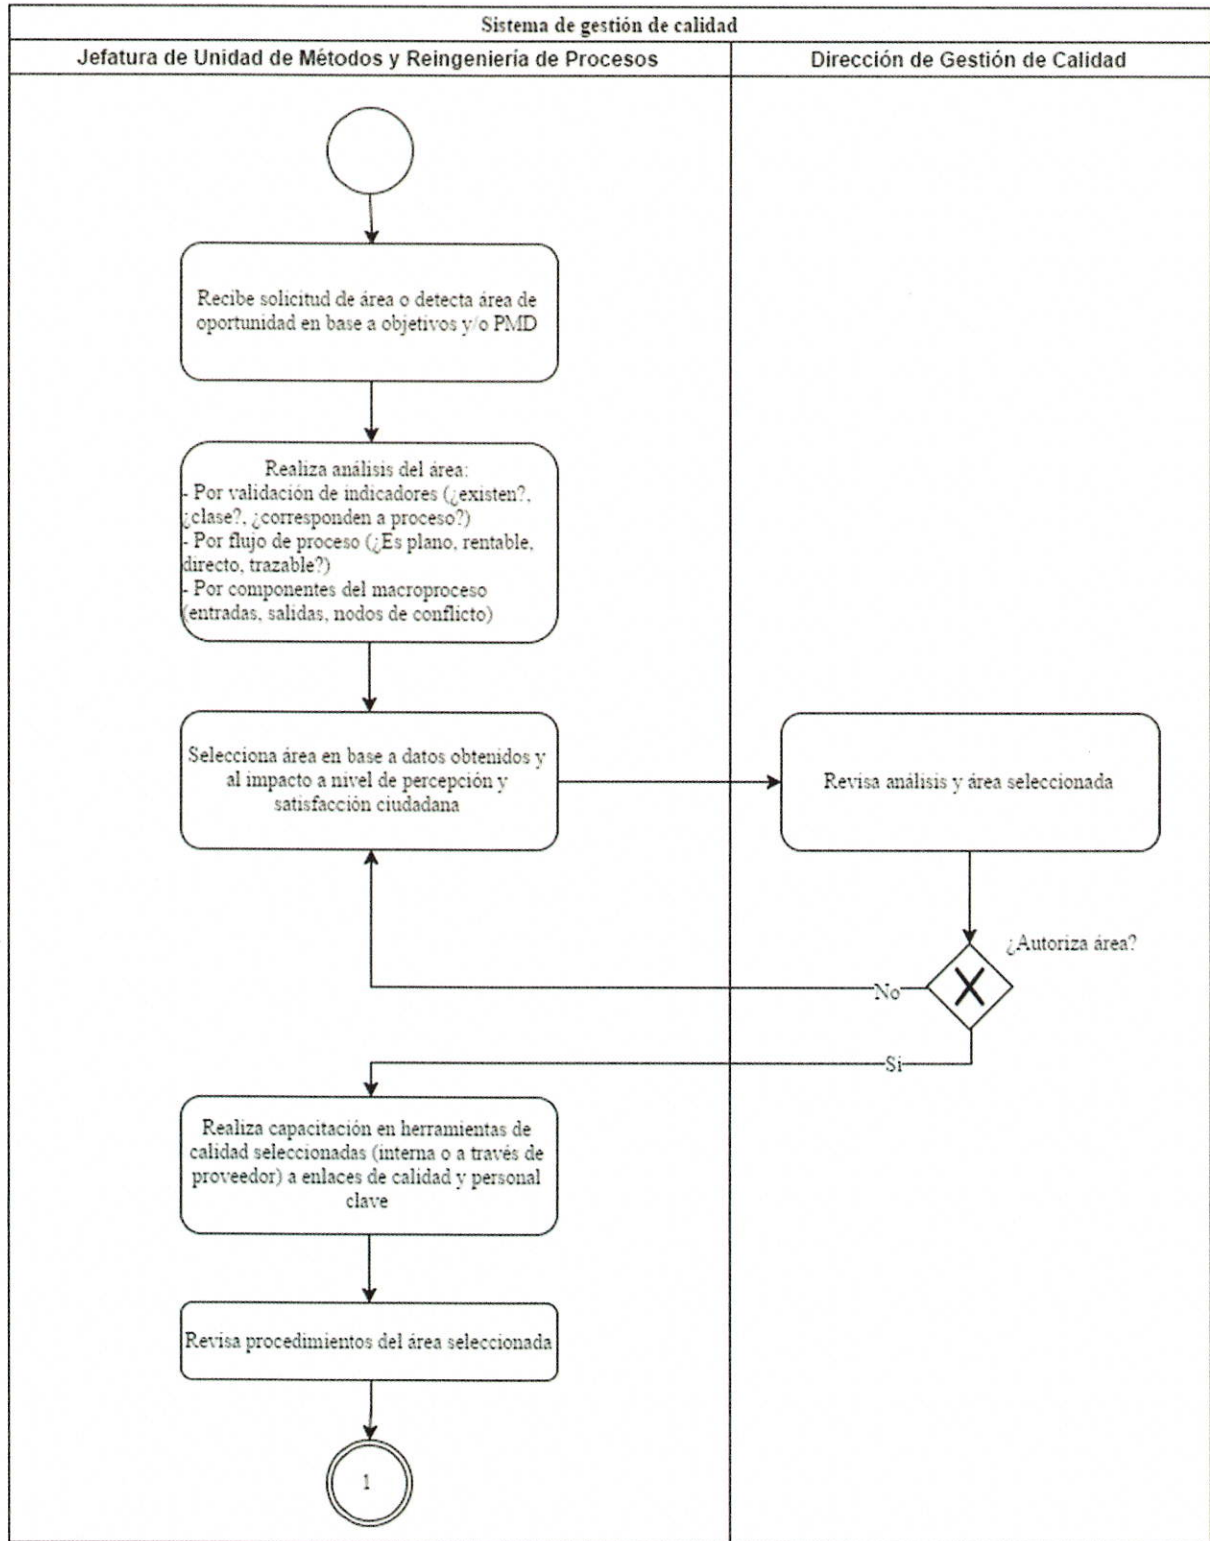 Sistema de gestión de calidad
Jefatura de Unidad de Métodos y Reingeniería de Procesos
Dirección de Gestión de Calidad
Recibe solicitud de área o detecta área de
oportunidad en base a objetivos y/o PMD
Realiza análisis del área:
- Por validación de indicadores (¿existen?,
¿clase?, ¿corresponden a proceso?)
- Por flujo de proceso (¿Es plano, rentable,
directo, trazable?)
- Por componentes del macroproceso
(entradas, salidas, nodos de conflicto)
Selecciona área en base a datos obtenidos y
al impacto a nivel de percepción y
satisfacción ciudadana
Revisa análisis y área seleccionada
¿Autoriza área?
No
Si
Realiza capacitación en herramientas de
calidad seleccionadas (interna o a través de
proveedor) a enlaces de calidad y personal
clave
Revisa procedimientos del área seleccionada
1